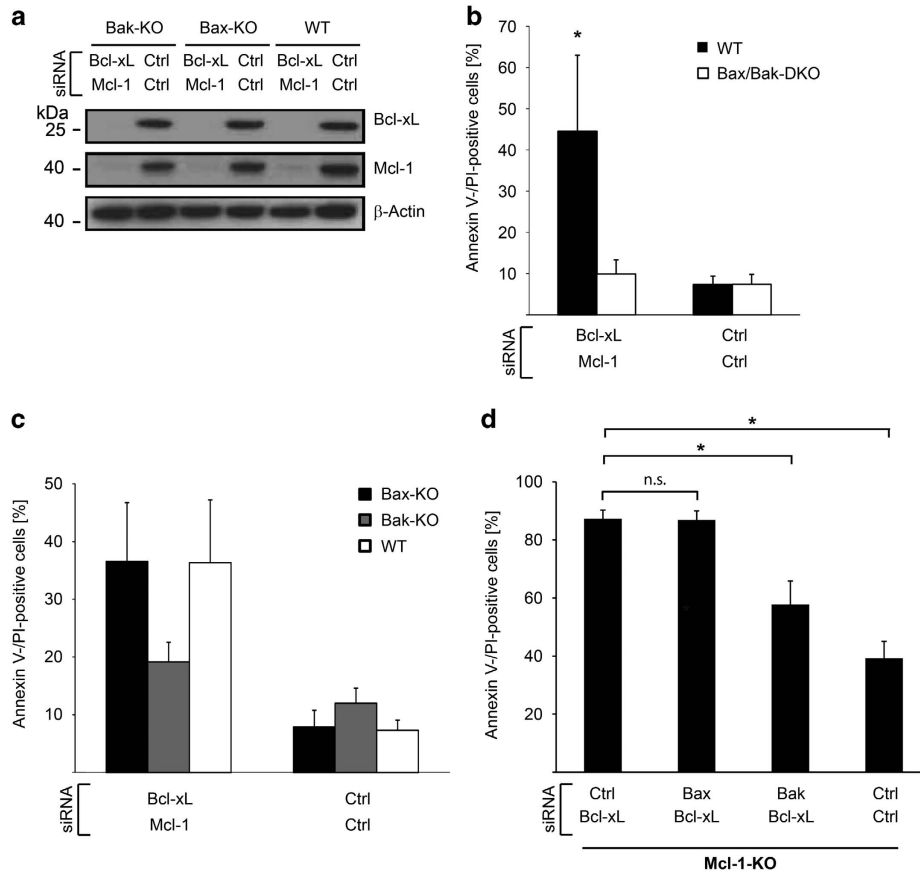 a
Bak-KO Bax-KO WT
siRNA
Bcl-xL Ctrl Bcl-xL Ctrl Bcl-xL Ctrl
Mcl-1 Ctrl Mcl-1 Ctrl Mcl-1 Ctrl
kDa
25
Bcl-xL
40
Mcl-1
40
β-Actin
b
Annexin V-/PI-positive cells [%]
70
60
50
40
30
20
10
*
WT
Bax/Bak-DKO
siRNA
Bcl-xL Ctrl
Mcl-1 Ctrl
c
Annexin V-/PI-positive cells [%]
50
40
30
20
10
Bax-KO
Bak-KO
WT
siRNA
Bcl-xL Ctrl
Mcl-1 Ctrl
d
*
*
n.s.
Annexin V-/PI-positive cells [%]
100
80
60
40
20
siRNA
Ctrl Bax Bak Ctrl
Bcl-xL Bcl-xL Bcl-xL Ctrl
Mcl-1-KO